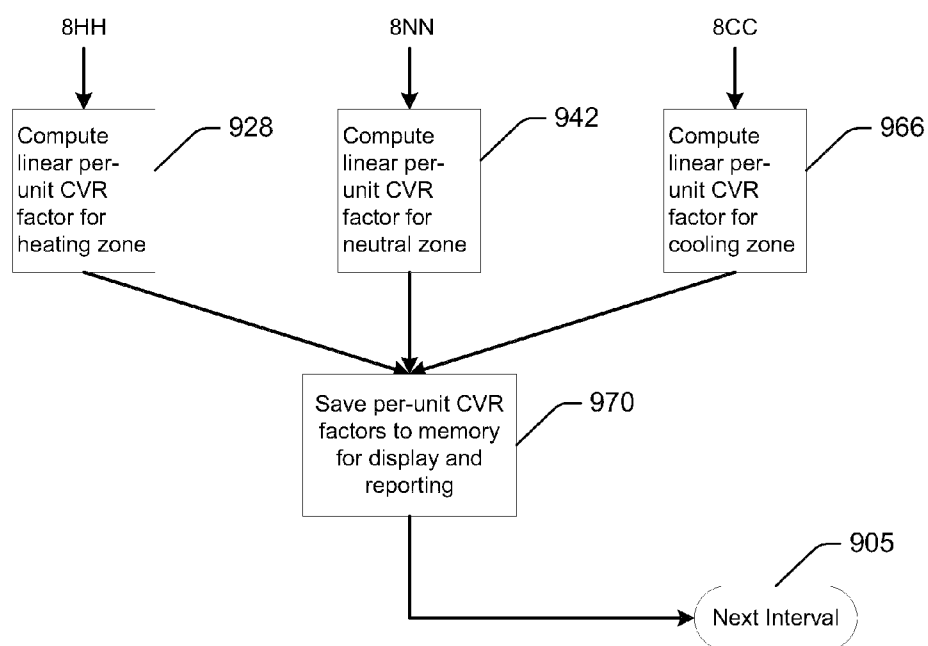 8HH
8NN
8CC
Compute
linear per-
unit CVR
factor for
heating zone
928
Compute
linear per-
unit CVR
factor for
neutral zone
942
Compute
linear per-
unit CVR
factor for
cooling zone
966
Save per-unit CVR
factors to memory
for display and
reporting
970
905
Next Interval